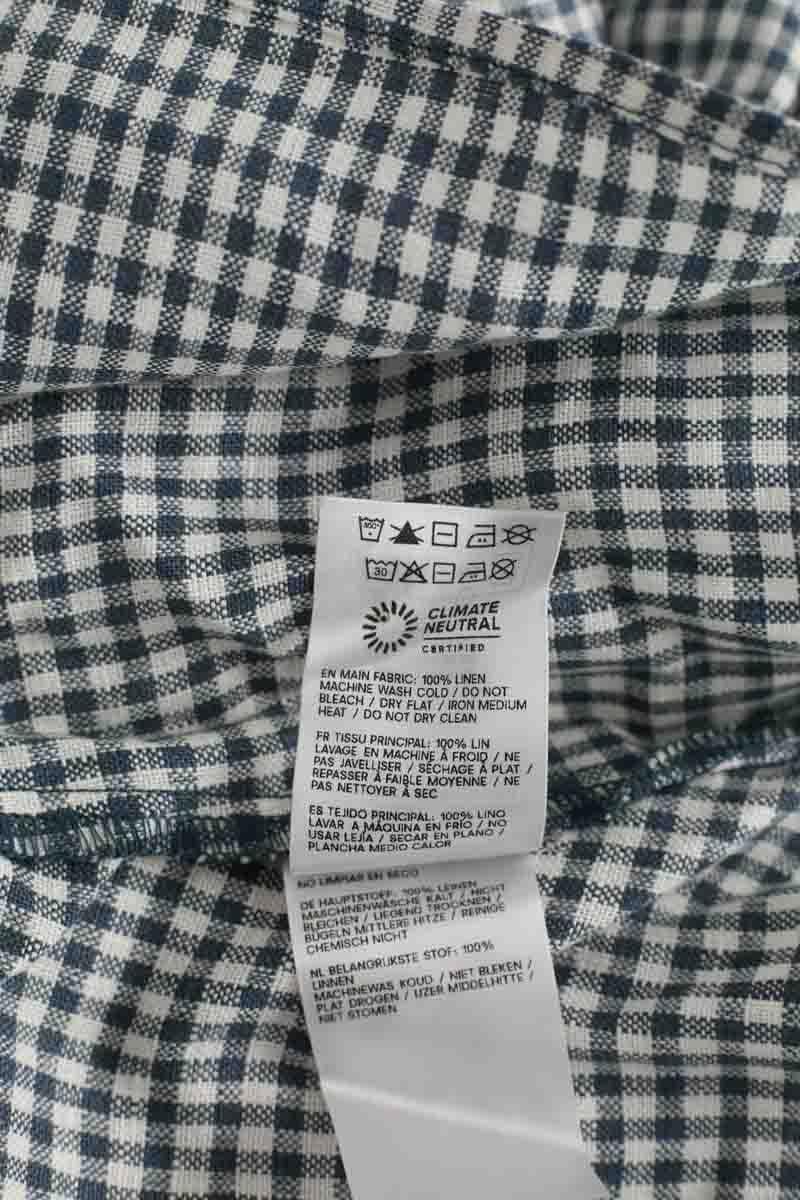 30°C
30
CLIMATE
NEUTRAL
CERTIFIED
EN MAIN FABRIC: 100% LINEN
MACHINE WASH COLD / DO NOT
BLEACH / DRY FLAT / IRON MEDIUM
HEAT / DO NOT DRY CLEAN
FR TISSU PRINCIPAL: 100% LIN
LAVAGE EN MACHINE À FROID / NE
PAS JAVELLISER / SÉCHAGE À PLAT /
REPASSER À FAIBLE MOYENNE / NE
PAS NETTOYER À SEC
ES TEJIDO PRINCIPAL: 100% LINO
LAVAR A MÁQUINA EN FRÍO / NO
USAR LEJÍA / SECAR EN PLANO /
PLANCHA MEDIO CALOR
NO LIMPIAR EN SECO
DE HAUPTSTOFF: 100% LEINEN
MASCHINENWÄSCHE KALT / NICHT
BLEICHEN / LIEGEND TROCKNEN /
BÜGELN MITTLERE HITZE / REINIGE
CHEMISCH NICHT
NL BELANGRIJKSTE STOF: 100%
LINNEN
MACHINEWAS KOUD / NIET BLEKEN /
PLAT DROGEN / IJZER MIDDELHITTE /
NIET STOMEN